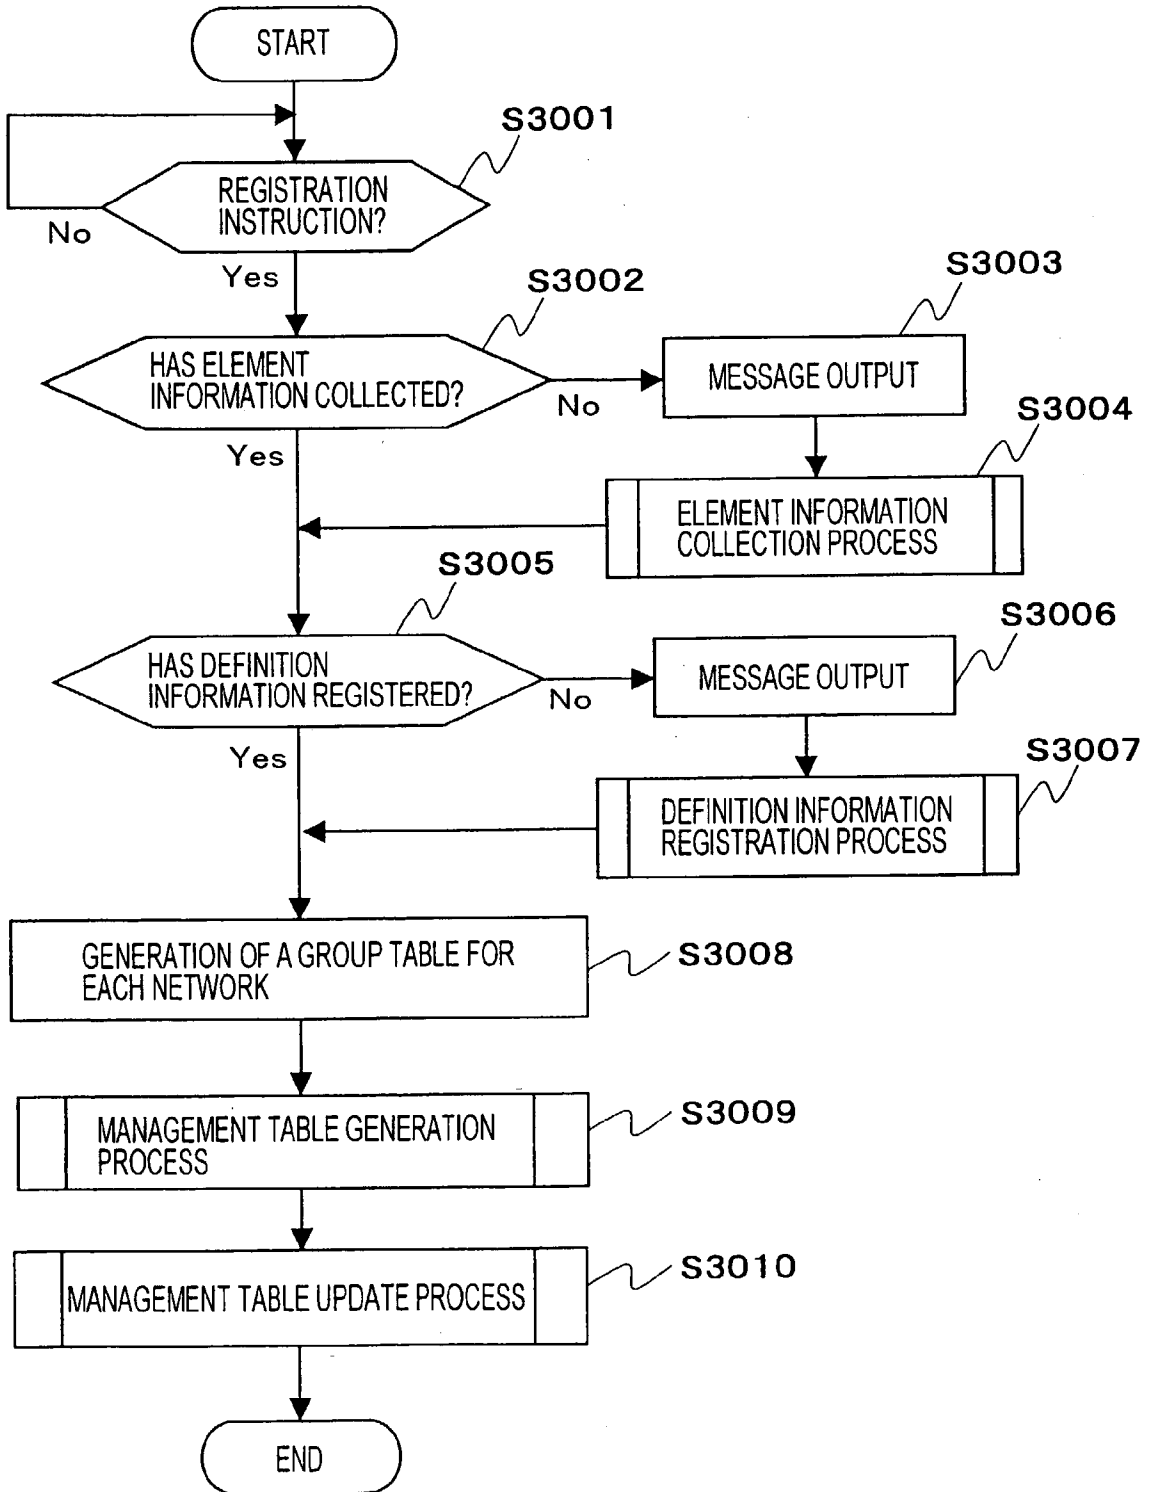 START
S3001
REGISTRATION
INSTRUCTION?
No
Yes
S3002
S3003
HAS ELEMENT
INFORMATION COLLECTED?
No
MESSAGE OUTPUT
Yes
S3004
ELEMENT INFORMATION
COLLECTION PROCESS
S3005
S3006
HAS DEFINITION
INFORMATION REGISTERED?
No
MESSAGE OUTPUT
Yes
S3007
DEFINITION INFORMATION
REGISTRATION PROCESS
GENERATION OF A GROUP TABLE FOR
EACH NETWORK
S3008
MANAGEMENT TABLE GENERATION
PROCESS
S3009
MANAGEMENT TABLE UPDATE PROCESS
S3010
END